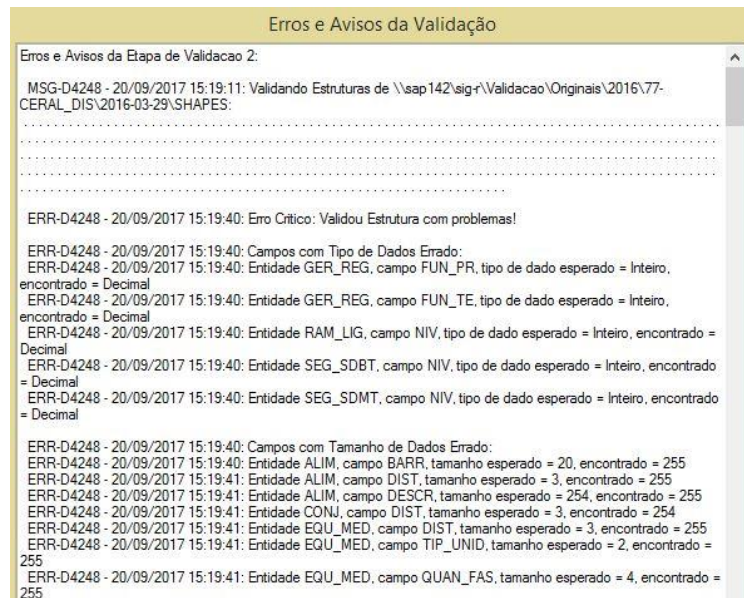 Erros e Avisos da Validação
Erros e Avisos da Etapa de Validacao 2:
MSG-D4248 - 20/09/2017 15:19:11: Validando Estruturas de \\sap142\sig-r\Validacao\Originais\2016\77-
CERAL_DIS\2016-03-29\SHAPES:
ERR-D4248 - 20/09/2017 15:19:40: Erro Critico: Validou Estrutura com problemas!
ERR-D4248 - 20/09/2017 15:19:40: Campos com Tipo de Dados Errado:
ERR-D4248 - 20/09/2017 15:19:40: Entidade GER_REG, campo FUN_PR, tipo de dado esperado = Inteiro,
encontrado = Decimal
ERR-D4248 - 20/09/2017 15:19:40: Entidade GER_REG, campo FUN_TE, tipo de dado esperado = Inteiro,
encontrado = Decimal
ERR-D4248 - 20/09/2017 15:19:40: Entidade RAM_LIG, campo NIV, tipo de dado esperado = Inteiro, encontrado =
Decimal
ERR-D4248 - 20/09/2017 15:19:40: Entidade SEG_SDBT, campo NIV, tipo de dado esperado = Inteiro, encontrado
= Decimal
ERR-D4248 - 20/09/2017 15:19:40: Entidade SEG_SDMT, campo NIV, tipo de dado esperado = Inteiro, encontrado
= Decimal
ERR-D4248 - 20/09/2017 15:19:40: Campos com Tamanho de Dados Errado:
ERR-D4248 - 20/09/2017 15:19:40: Entidade ALIM, campo BARR, tamanho esperado = 20, encontrado = 255
ERR-D4248 - 20/09/2017 15:19:41: Entidade ALIM, campo DIST, tamanho esperado = 3, encontrado = 255
ERR-D4248 - 20/09/2017 15:19:41: Entidade ALIM, campo DESCR, tamanho esperado = 254, encontrado = 255
ERR-D4248 - 20/09/2017 15:19:41: Entidade CONJ, campo DIST, tamanho esperado = 3, encontrado = 254
ERR-D4248 - 20/09/2017 15:19:41: Entidade EQU_MED, campo DIST, tamanho esperado = 3, encontrado = 255
ERR-D4248 - 20/09/2017 15:19:41: Entidade EQU_MED, campo TIP_UNID, tamanho esperado = 2, encontrado =
255
ERR-D4248 - 20/09/2017 15:19:41: Entidade EQU_MED, campo QUAN_FAS, tamanho esperado = 4, encontrado =
255